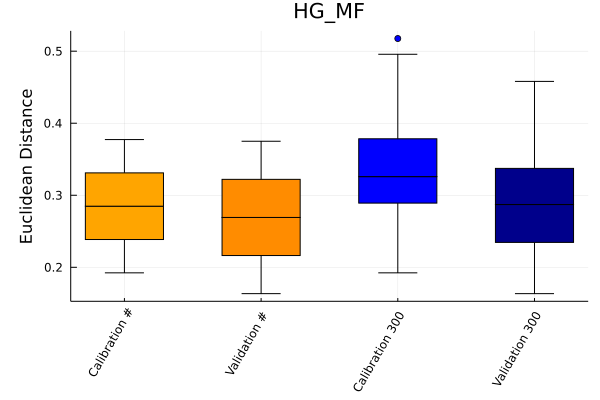 HG_MF
Euclidean Distance
0.5
0.4
0.3
0.2
Calibration #
Validation #
Calibration 300
Validation 300